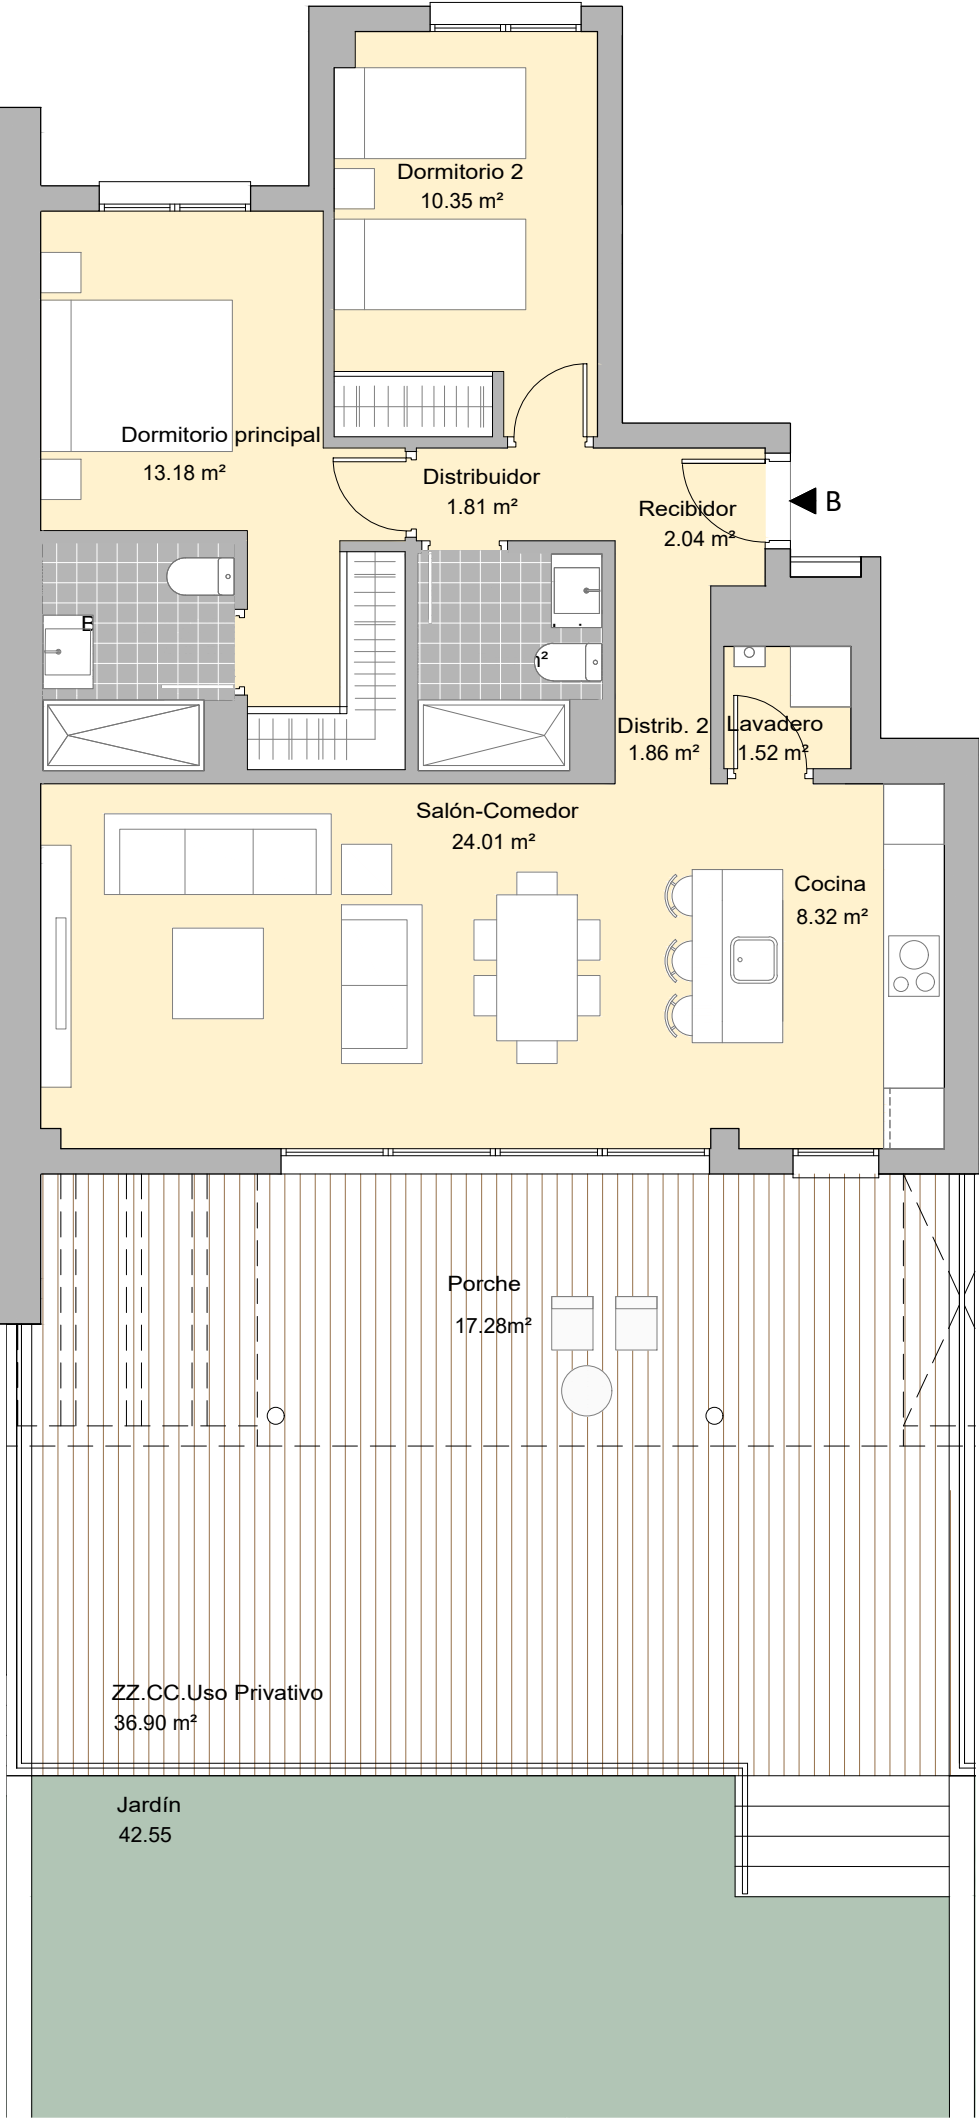 Dormitorio 2
10.35 m²
Dormitorio principal
13.18 m²
Distribuidor
1.81 m²
Recibidor
2.04 m²
B
Distrib. 2
1.86 m²
Lavadero
1.52 m²
Salón-Comedor
24.01 m²
Cocina
8.32 m²
Porche
17.28m²
ZZ.CC.Uso Privativo
36.90 m²
Jardín
42.55